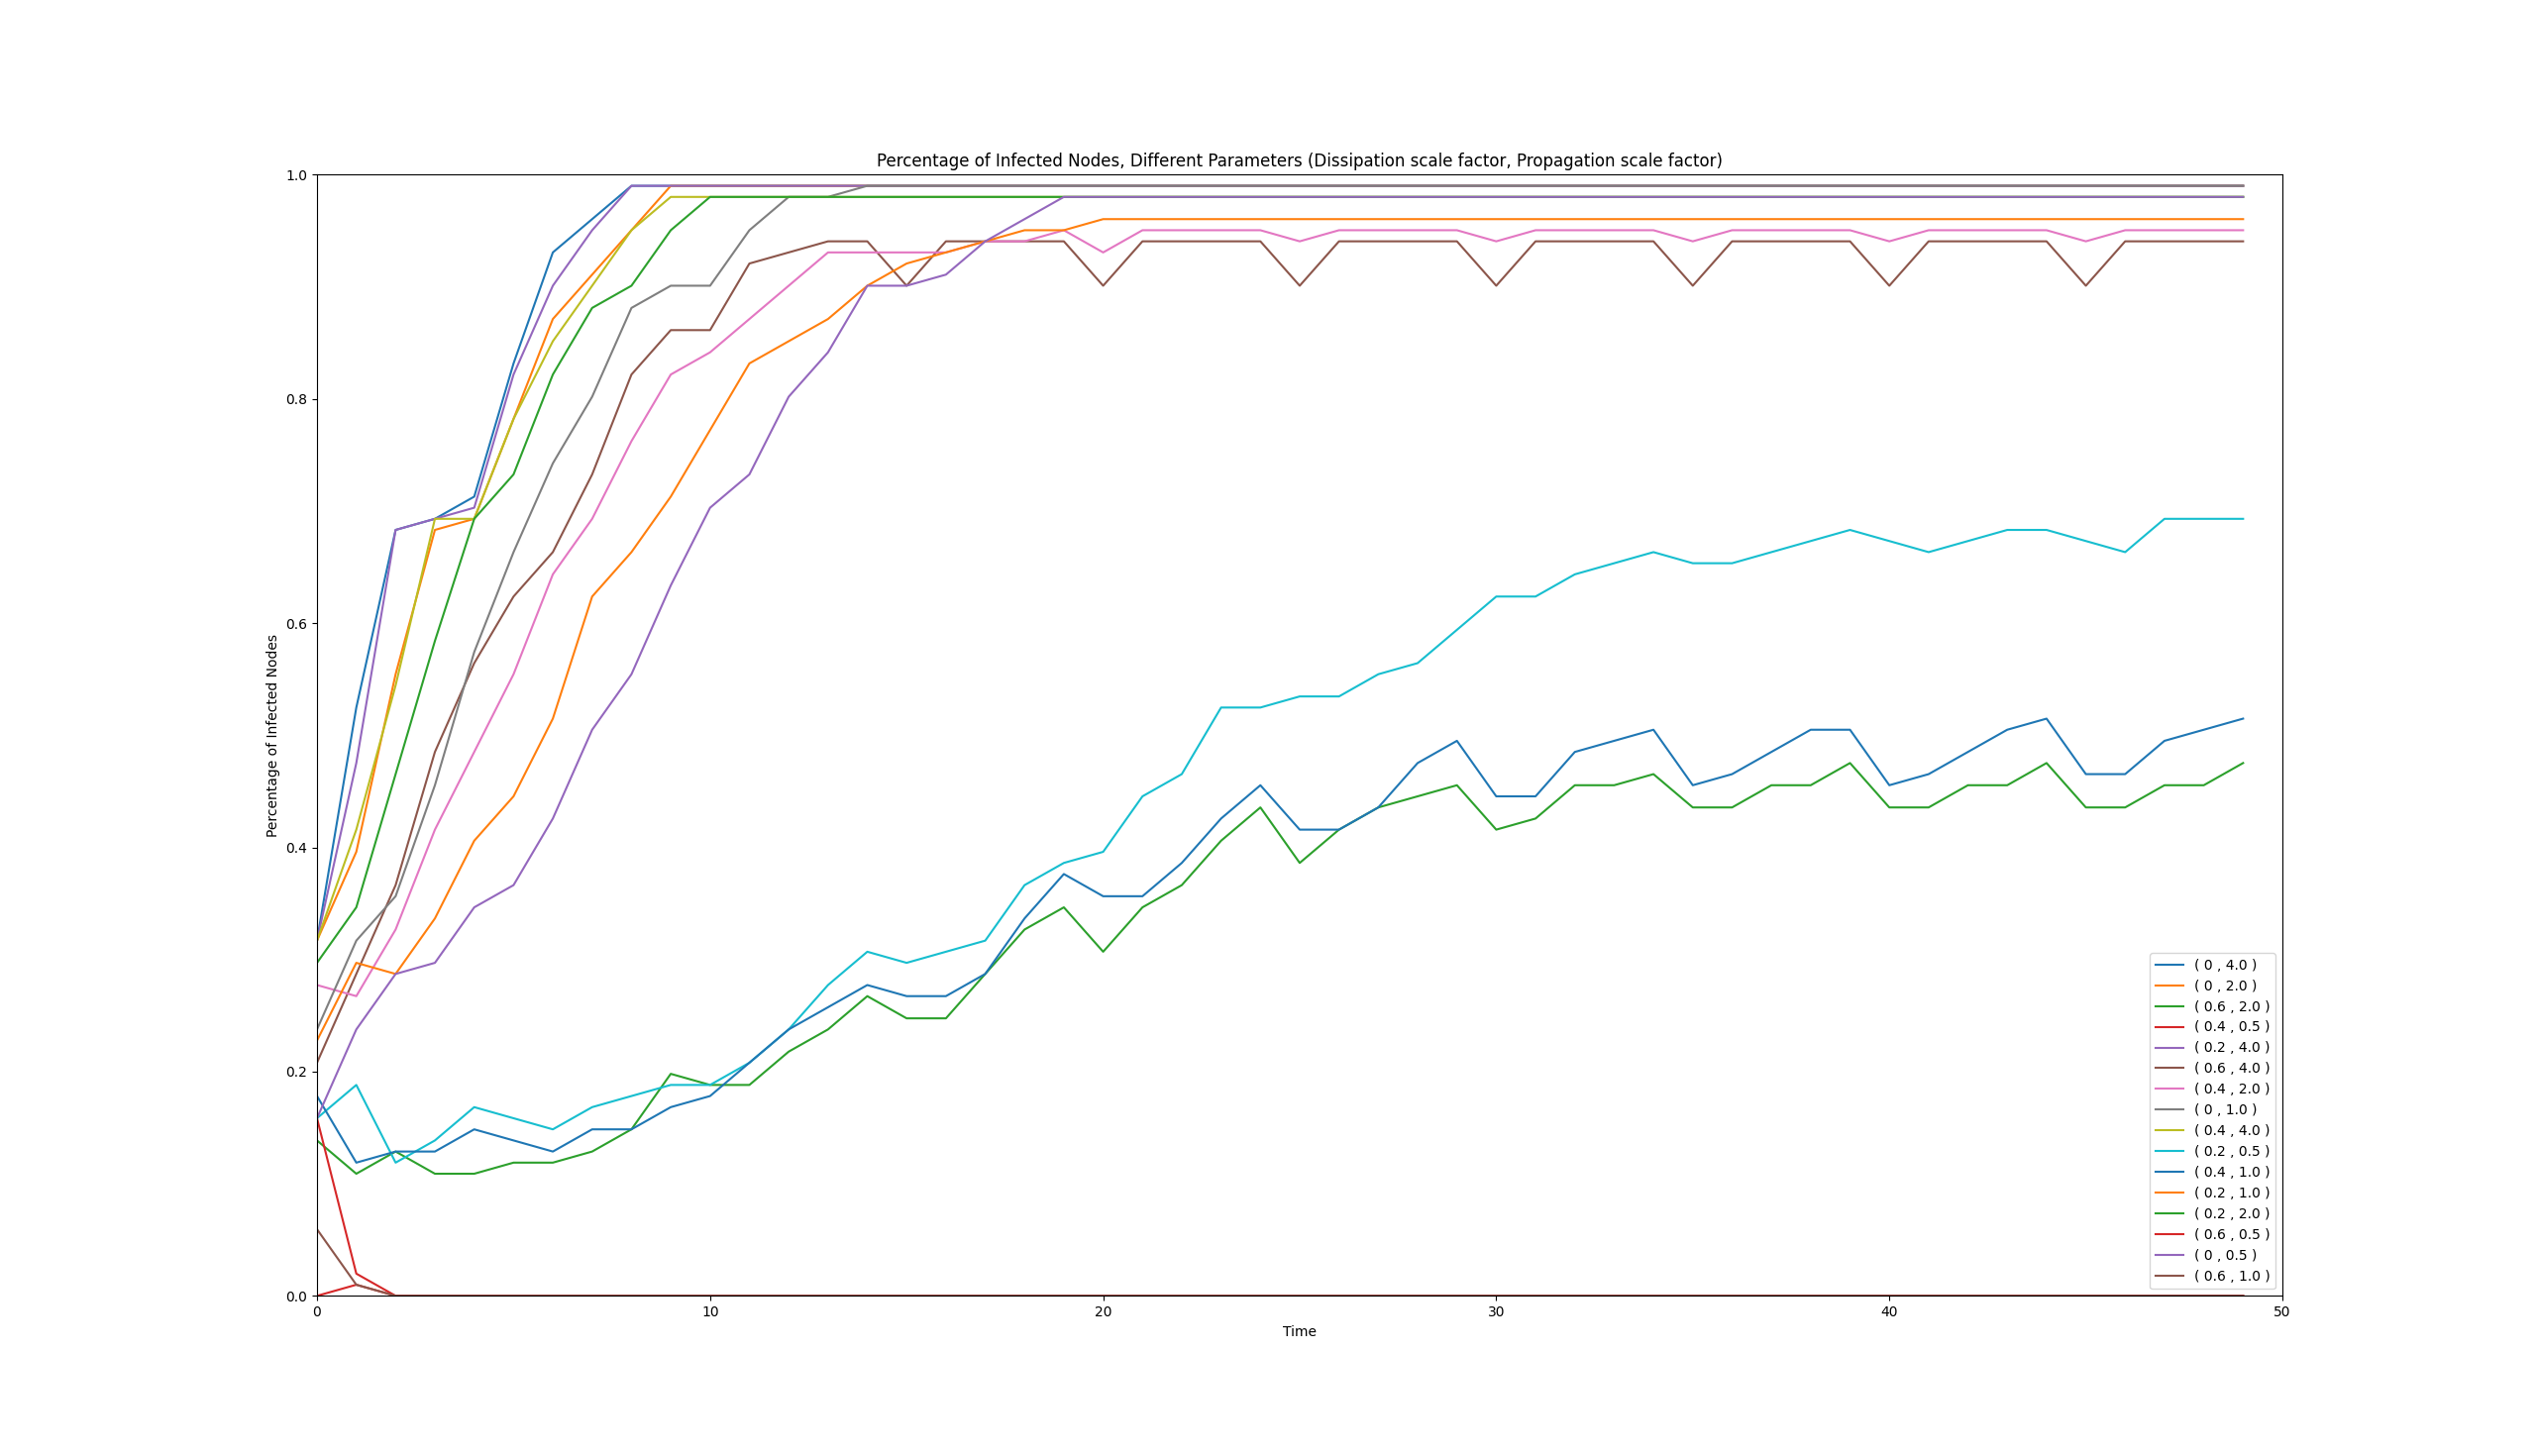 Percentage of Infected Nodes, Different Parameters (Dissipation scale factor, Propagation scale factor)
1.0
0.8
0.6
0.4
0.2
0.0
Percentage of Infected Nodes
0
10
20
30
40
50
Time
( 0 , 4.0 )
( 0 , 2.0 )
( 0.6 , 2.0 )
( 0.4 , 0.5 )
( 0.2 , 4.0 )
( 0.6 , 4.0 )
( 0.4 , 2.0 )
( 0 , 1.0 )
( 0.4 , 4.0 )
( 0.2 , 0.5 )
( 0.4 , 1.0 )
( 0.2 , 1.0 )
( 0.2 , 2.0 )
( 0.6 , 0.5 )
( 0 , 0.5 )
( 0.6 , 1.0 )